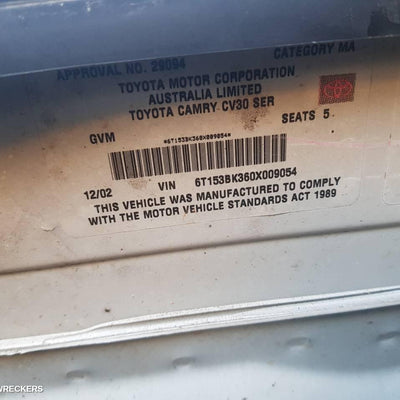 APPROVAL NO. 29094 CATEGORY MA
TOYOTA MOTOR CORPORATION
AUSTRALIA LIMITED
TOYOTA CAMRY CV30 SER
GVM SEATS 5
*6T153BK360X009054*
12/02 VIN 6T153BK360X009054
THIS VEHICLE WAS MANUFACTURED TO COMPLY
WITH THE MOTOR VEHICLE STANDARDS ACT 1989
WRECKERS